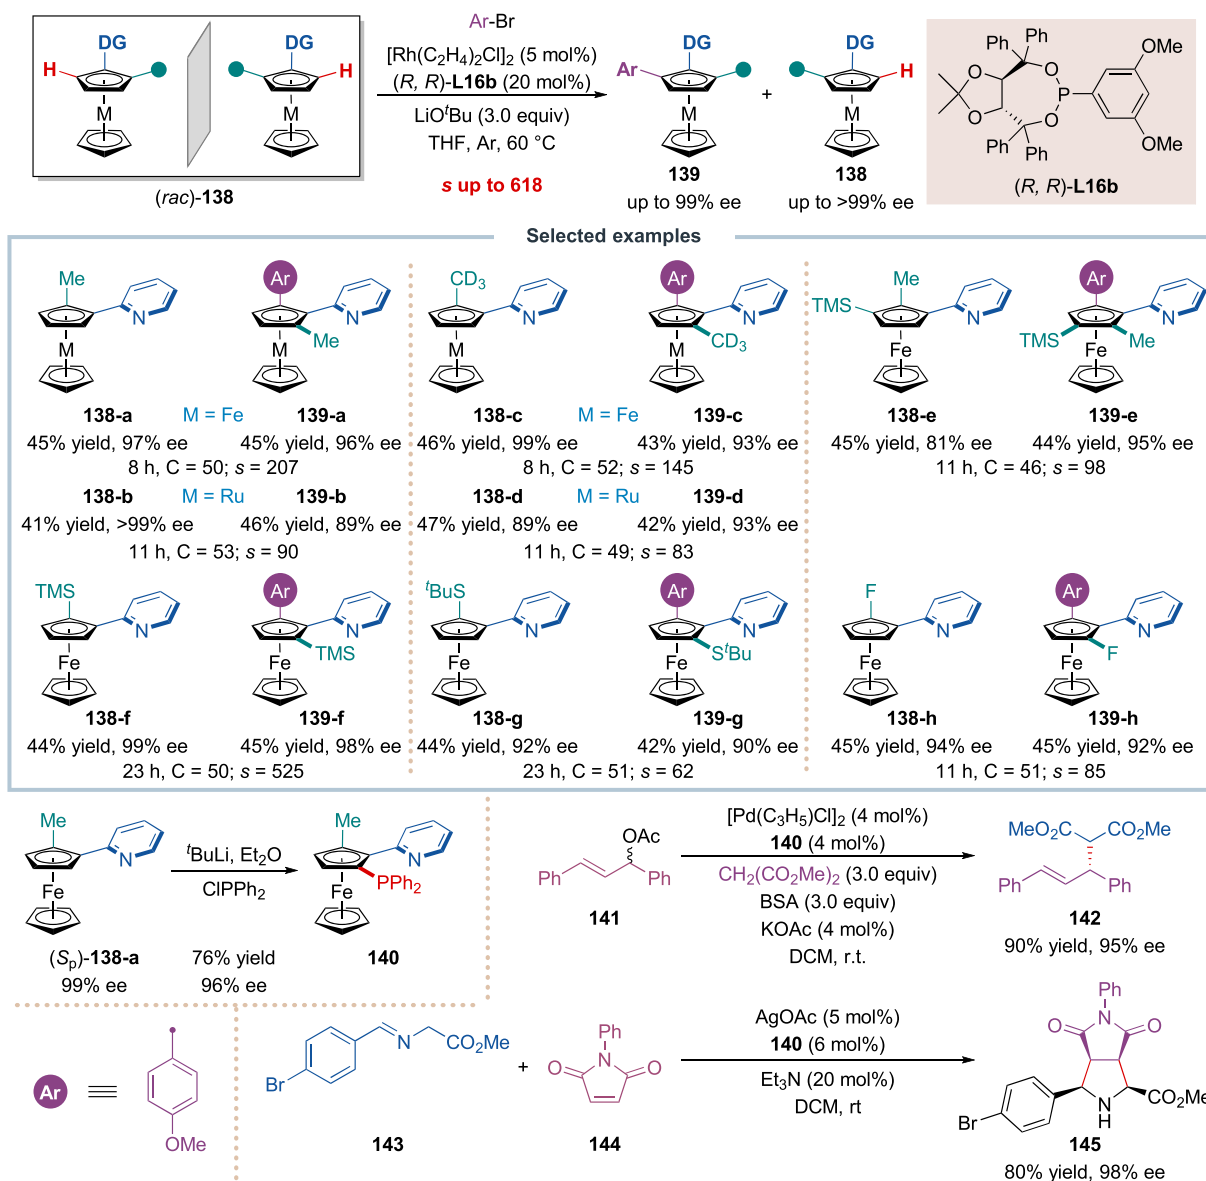 DG
H
M
DG
H
M
(rac)-138
Ar-Br
[Rh(C2H4)2Cl]2 (5 mol%)
(R, R)-L16b (20 mol%)
LiOtBu (3.0 equiv)
THF, Ar, 60 °C
s up to 618
DG
Ar
M
139
up to 99% ee
+
DG
H
M
138
up to >99% ee
Ph
Ph
O
O
P
O
O
Ph
Ph
OMe
OMe
(R, R)-L16b
Selected examples
Me
N
M
Ar
N
Me
M
138-a M = Fe 139-a
45% yield, 97% ee 45% yield, 96% ee
8 h, C = 50; s = 207
138-b M = Ru 139-b
41% yield, >99% ee 46% yield, 89% ee
11 h, C = 53; s = 90
CD3
N
M
Ar
N
CD3
M
138-c M = Fe 139-c
46% yield, 99% ee 43% yield, 93% ee
8 h, C = 52; s = 145
138-d M = Ru 139-d
47% yield, 89% ee 42% yield, 93% ee
11 h, C = 49; s = 83
Me
TMS
N
Fe
Ar
N
TMS
Me
Fe
138-e 139-e
45% yield, 81% ee 44% yield, 95% ee
11 h, C = 46; s = 98
TMS
N
Fe
Ar
N
TMS
Fe
138-f 139-f
44% yield, 99% ee 45% yield, 98% ee
23 h, C = 50; s = 525
tBuS
N
Fe
Ar
N
StBu
Fe
138-g 139-g
44% yield, 92% ee 42% yield, 90% ee
23 h, C = 51; s = 62
F
N
Fe
Ar
N
F
Fe
138-h 139-h
45% yield, 94% ee 45% yield, 92% ee
11 h, C = 51; s = 85
Me
N
Fe
(Sp)-138-a
99% ee
tBuLi, Et2O
ClPPh2
76% yield
96% ee
Me
N
PPh2
Fe
140
OAc
Ph
Ph
141
[Pd(C3H5)Cl]2 (4 mol%)
140 (4 mol%)
CH2(CO2Me)2 (3.0 equiv)
BSA (3.0 equiv)
KOAc (4 mol%)
DCM, r.t.
MeO2C CO2Me
Ph
Ph
142
90% yield, 95% ee
Ar
OMe
N
CO2Me
Br
143
+
Ph
N
O
O
144
AgOAc (5 mol%)
140 (6 mol%)
Et3N (20 mol%)
DCM, rt
Ph
N
O
O
CO2Me
N
H
Br
145
80% yield, 98% ee